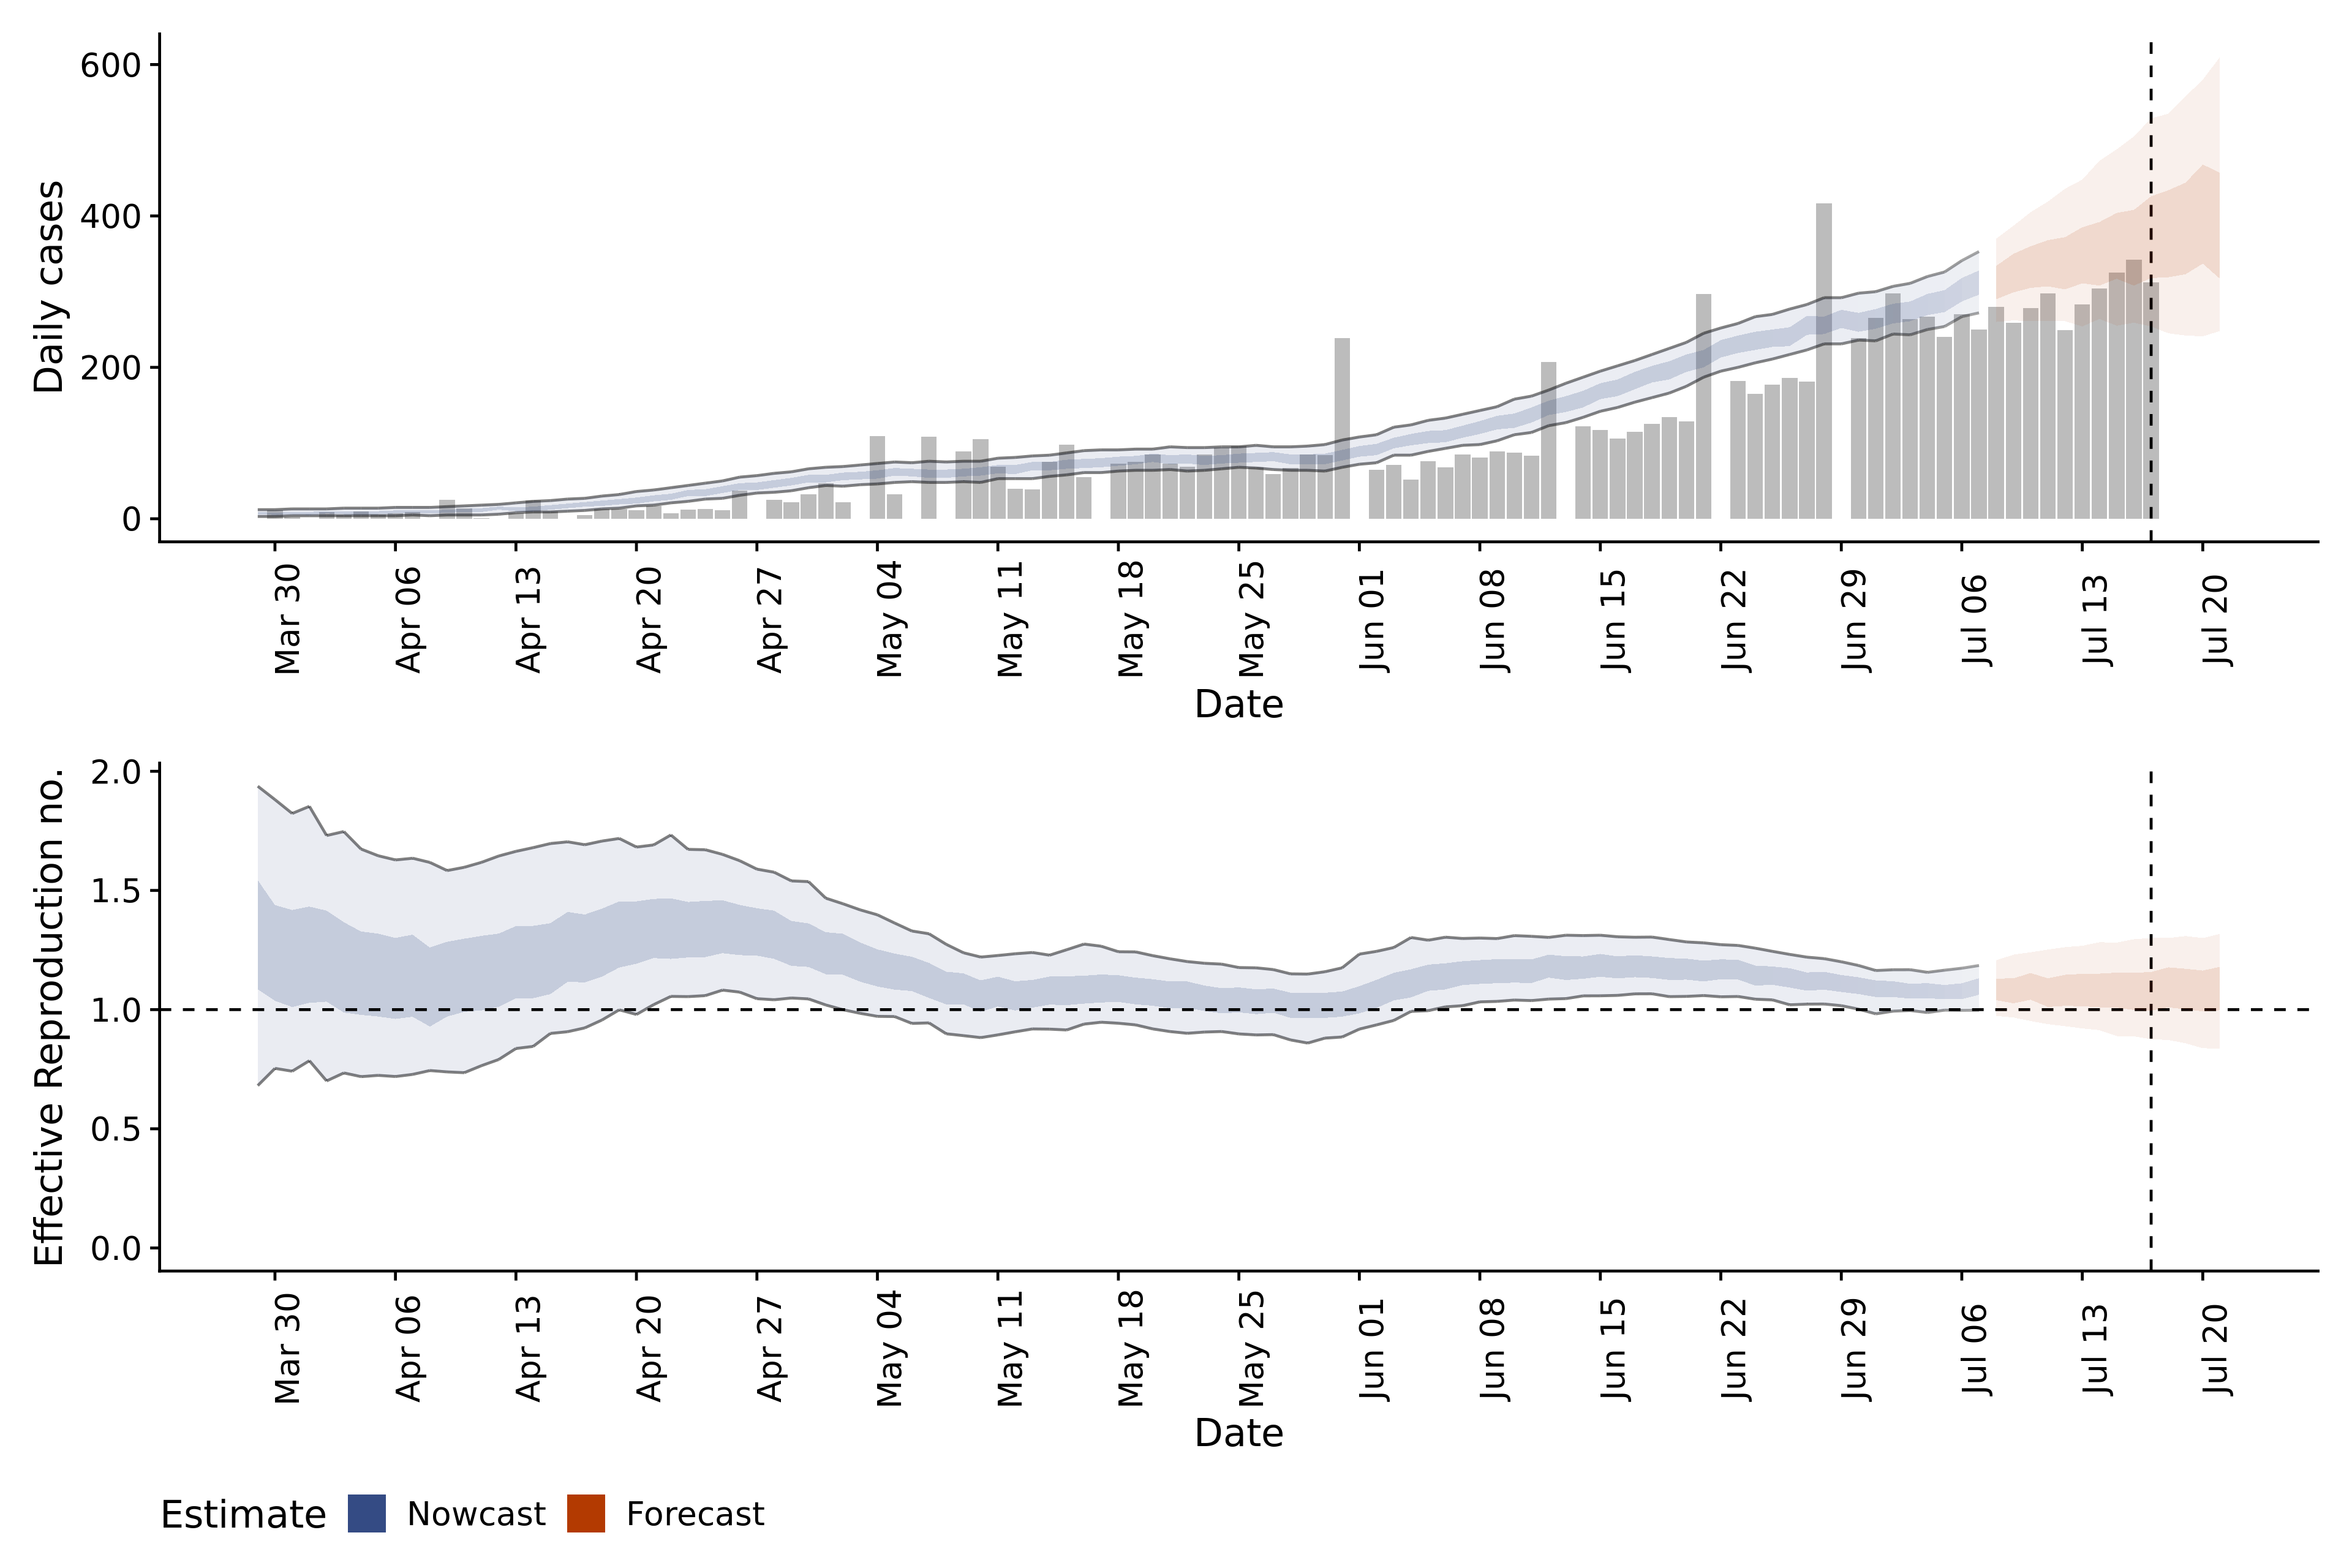 Daily cases
600
400
200
0
Mar 30
Apr 06
Apr 13
Apr 20
Apr 27
May 04
May 11
May 18
May 25
Jun 01
Jun 08
Jun 15
Jun 22
Jun 29
Jul 06
Jul 13
Jul 20
Date
Effective Reproduction no.
2.0
1.5
1.0
0.5
0.0
Mar 30
Apr 06
Apr 13
Apr 20
Apr 27
May 04
May 11
May 18
May 25
Jun 01
Jun 08
Jun 15
Jun 22
Jun 29
Jul 06
Jul 13
Jul 20
Date
Estimate Nowcast Forecast